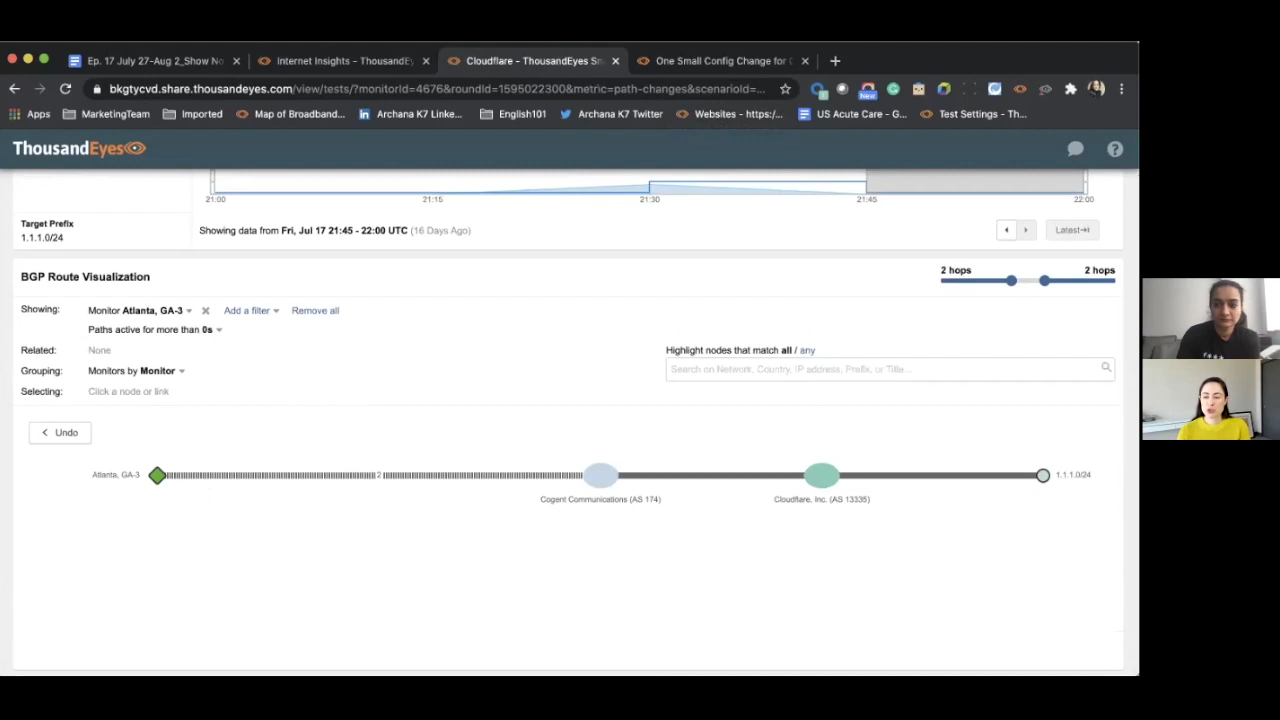 Ep. 17 July 27-Aug 2_Show No
Internet Insights - ThousandEy
Cloudflare - ThousandEyes Sn
One Small Config Change for C
bkgtycvd.share.thousandeyes.com/view/tests/?monitorId=4676&roundId=1595022300&metric=path-changes&scenarioId=...
New
Apps
MarketingTeam
Imported
Map of Broadband...
Archana K7 Linke...
English101
Archana K7 Twitter
Websites - https:/...
US Acute Care - G...
Test Settings - Th...
ThousandEyes
21:00
21:15
21:30
21:45
22:00
Target Prefix
1.1.1.0/24
Showing data from Fri, Jul 17 21:45 - 22:00 UTC (16 Days Ago)
Latest
BGP Route Visualization
2 hops
2 hops
Showing:
Monitor Atlanta, GA-3
Add a filter
Remove all
Paths active for more than 0s
Related:
None
Grouping:
Monitors by Monitor
Selecting:
Click a node or link
Highlight nodes that match all / any
Search on Network, Country, IP address, Prefix, or Title...
Undo
Atlanta, GA-3
2
Cogent Communications (AS 174)
Cloudflare, Inc. (AS 13335)
1.1.1.0/24